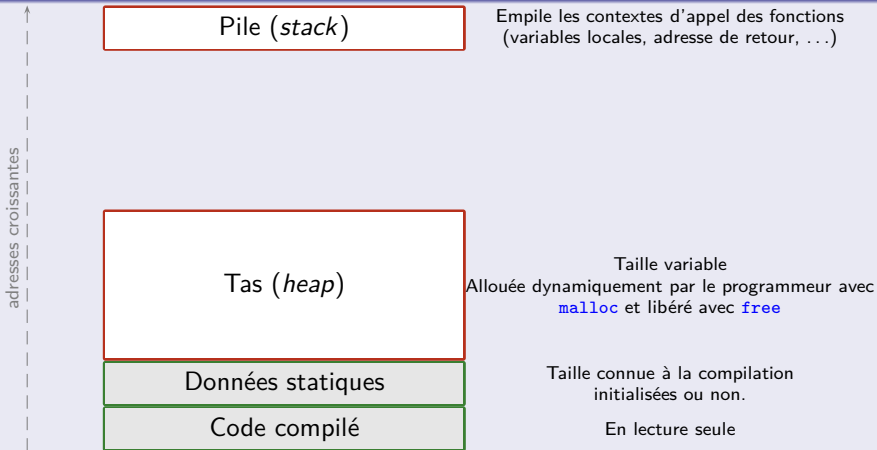 Pile (stack)
Empile les contextes d'appel des fonctions
(variables locales, adresse de retour, ...)
adresses croissantes
Tas (heap)
Taille variable
Allouée dynamiquement par le programmeur avec
malloc et libéré avec free
Données statiques
Taille connue à la compilation
initialisées ou non.
Code compilé
En lecture seule